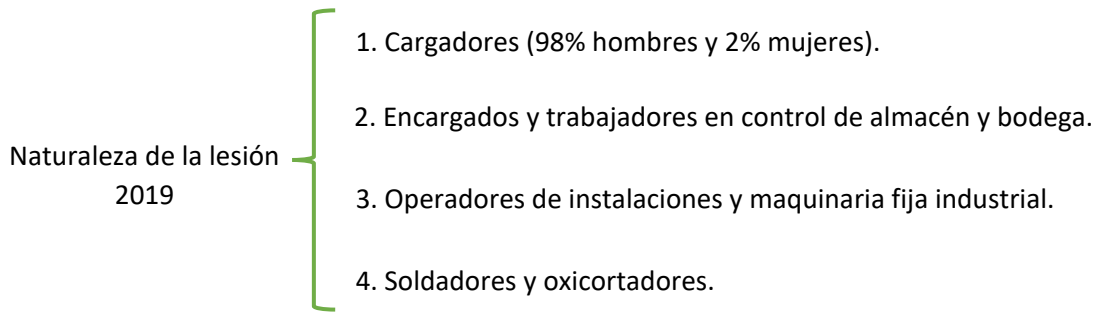 Naturaleza de la lesión
2019
1. Cargadores (98% hombres y 2% mujeres).
2. Encargados y trabajadores en control de almacén y bodega.
3. Operadores de instalaciones y maquinaria fija industrial.
4. Soldadores y oxicortadores.